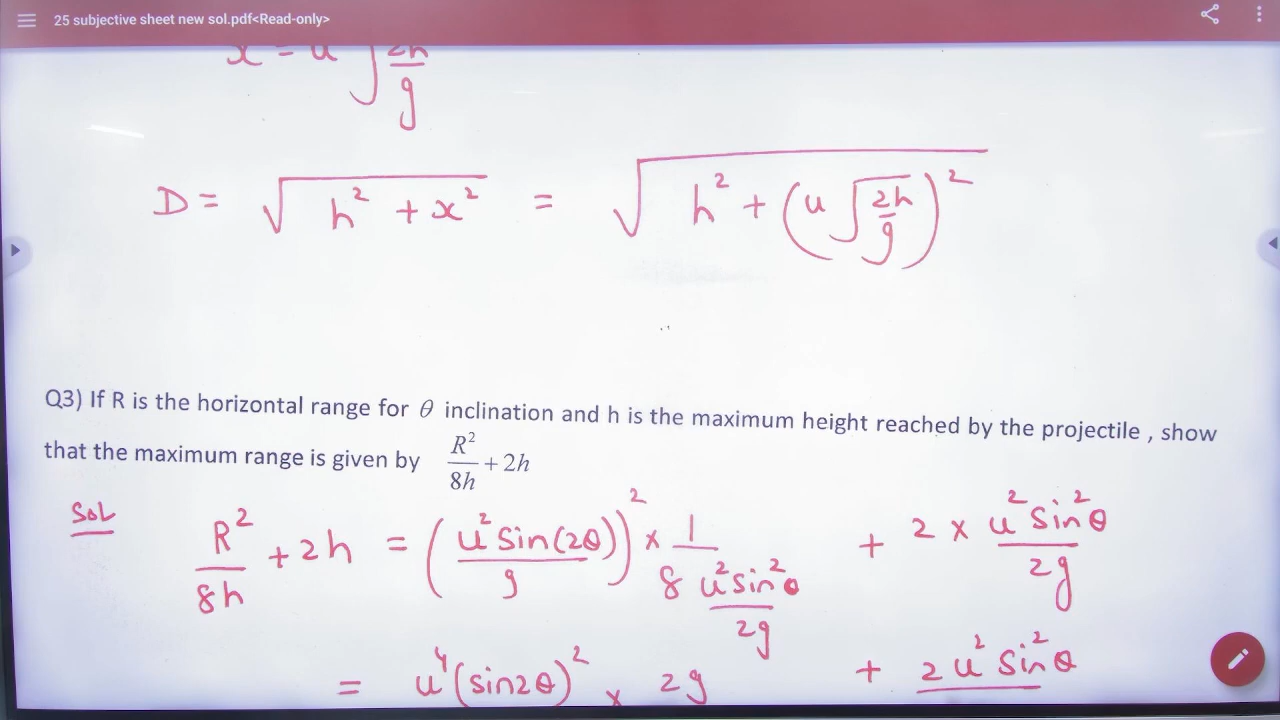 25 subjective sheet new sol.pdf<Read-only>
x = u √(2h/g)
D = √(h² + x²) = √(h² + (u √(2h/g))²)
Q3) If R is the horizontal range for θ inclination and h is the maximum height reached by the projectile , show
that the maximum range is given by R²/8h + 2h
Sol
R²/8h + 2h = (u² sin(2θ)/g)² × 1/(8 u² sin²θ/2g) + 2 × u² sin²θ/2g
= u⁴(sin2θ)² × 2g + 2u² sin²θ